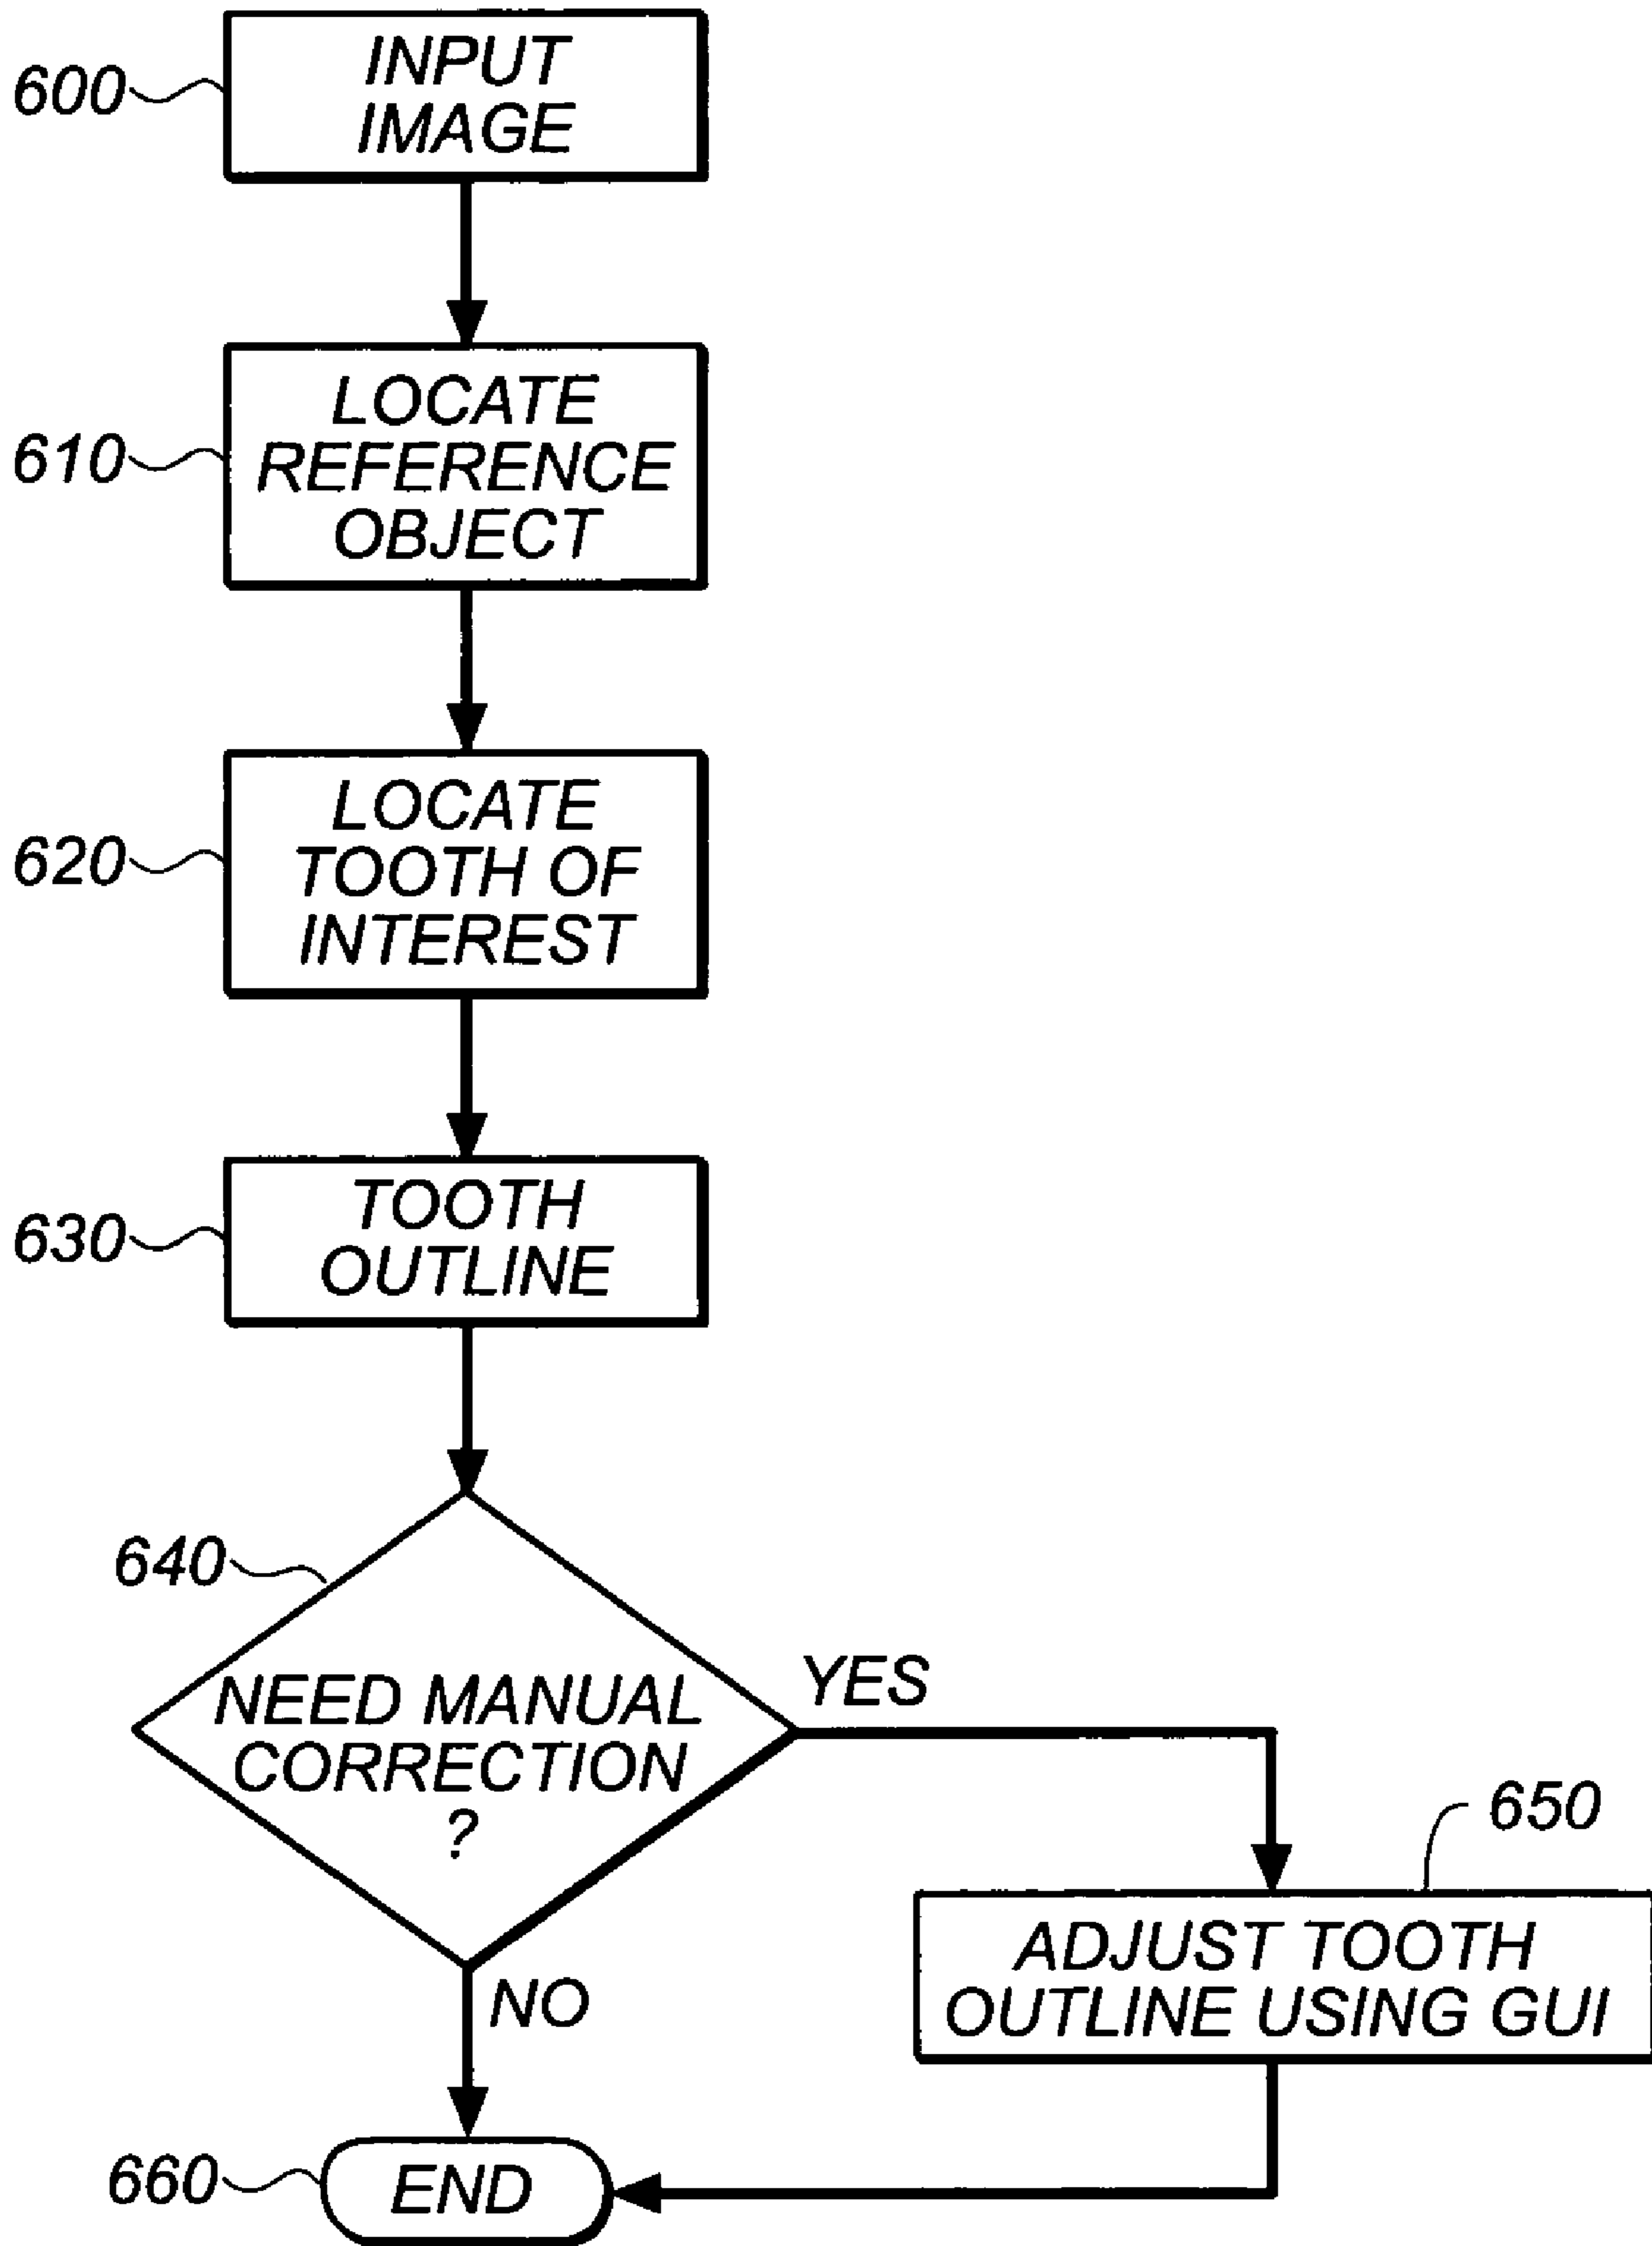 600
INPUT
IMAGE
610
LOCATE
REFERENCE
OBJECT
620
LOCATE
TOOTH OF
INTEREST
630
TOOTH
OUTLINE
640
NEED MANUAL
CORRECTION
?
YES
650
ADJUST TOOTH
OUTLINE USING GUI
NO
660
END